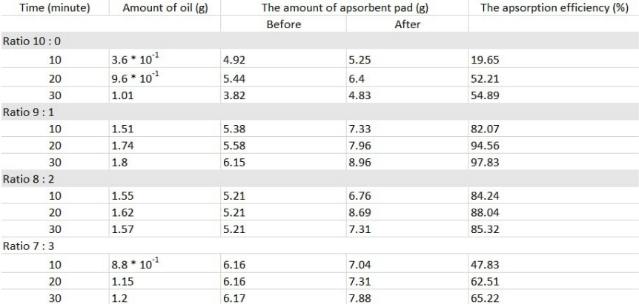 Time (minute) Amount of oil (g) The amount of apsorbent pad (g) The apsorption efficiency (%)
Before After
Ratio 10 : 0
10 3.6 * 10⁻¹ 4.92 5.25 19.65
20 9.6 * 10⁻¹ 5.44 6.4 52.21
30 1.01 3.82 4.83 54.89
Ratio 9 : 1
10 1.51 5.38 7.33 82.07
20 1.74 5.58 7.96 94.56
30 1.8 6.15 8.96 97.83
Ratio 8 : 2
10 1.55 5.21 6.76 84.24
20 1.62 5.21 8.69 88.04
30 1.57 5.21 7.31 85.32
Ratio 7 : 3
10 8.8 * 10⁻¹ 6.16 7.04 47.83
20 1.15 6.16 7.31 62.51
30 1.2 6.17 7.88 65.22